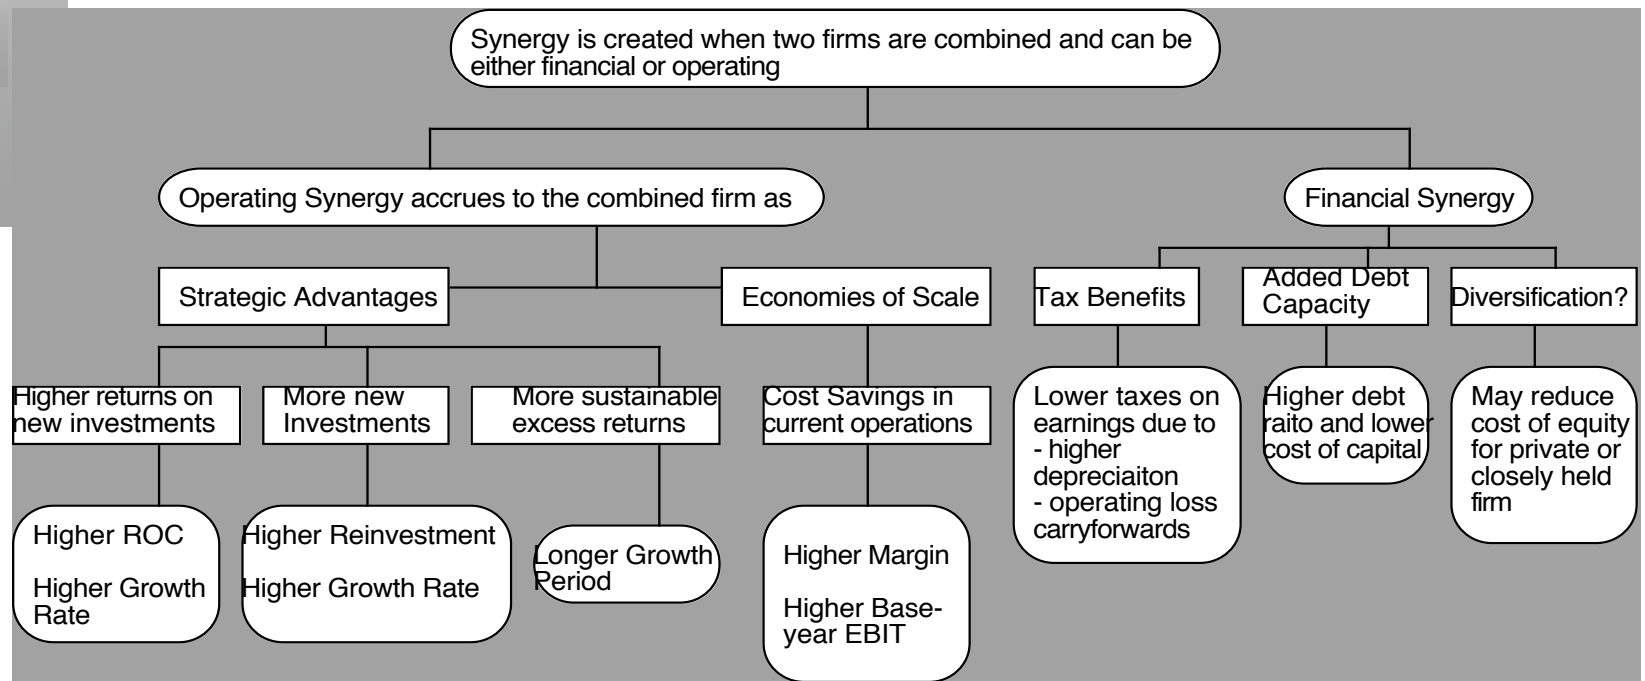 Synergy is created when two firms are combined and can be
either financial or operating
Operating Synergy accrues to the combined firm as
Financial Synergy
Strategic Advantages
Economies of Scale
Tax Benefits
Added Debt
Capacity
Diversification?
Higher returns on
new investments
More new
Investments
More sustainable
excess returns
Cost Savings in
current operations
Lower taxes on
earnings due to
- higher
depreciaiton
- operating loss
carryforwards
Higher debt
raito and lower
cost of capital
May reduce
cost of equity
for private or
closely held
firm
Higher ROC
Higher Growth
Rate
Higher Reinvestment
Higher Growth Rate
Longer Growth
Period
Higher Margin
Higher Base-
year EBIT